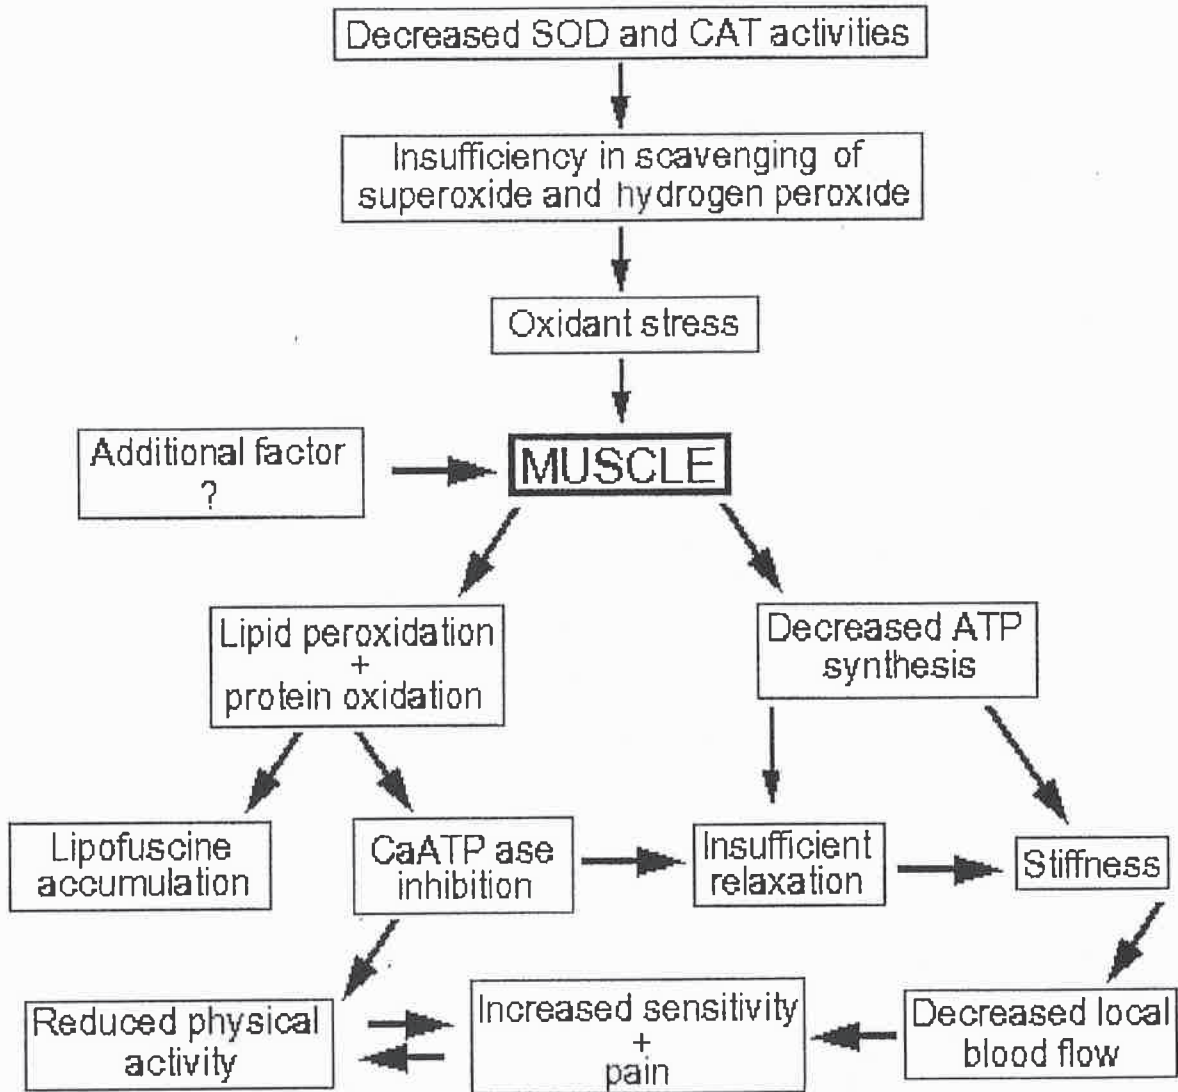 Decreased SOD and CAT activities
Insufficiency in scavenging of
superoxide and hydrogen peroxide
Oxidant stress
Additional factor
?
MUSCLE
Lipid peroxidation
+
protein oxidation
Decreased ATP
synthesis
Lipofuscine
accumulation
CaATP ase
inhibition
Insufficient
relaxation
Stiffness
Reduced physical
activity
Increased sensitivity
+
pain
Decreased local
blood flow